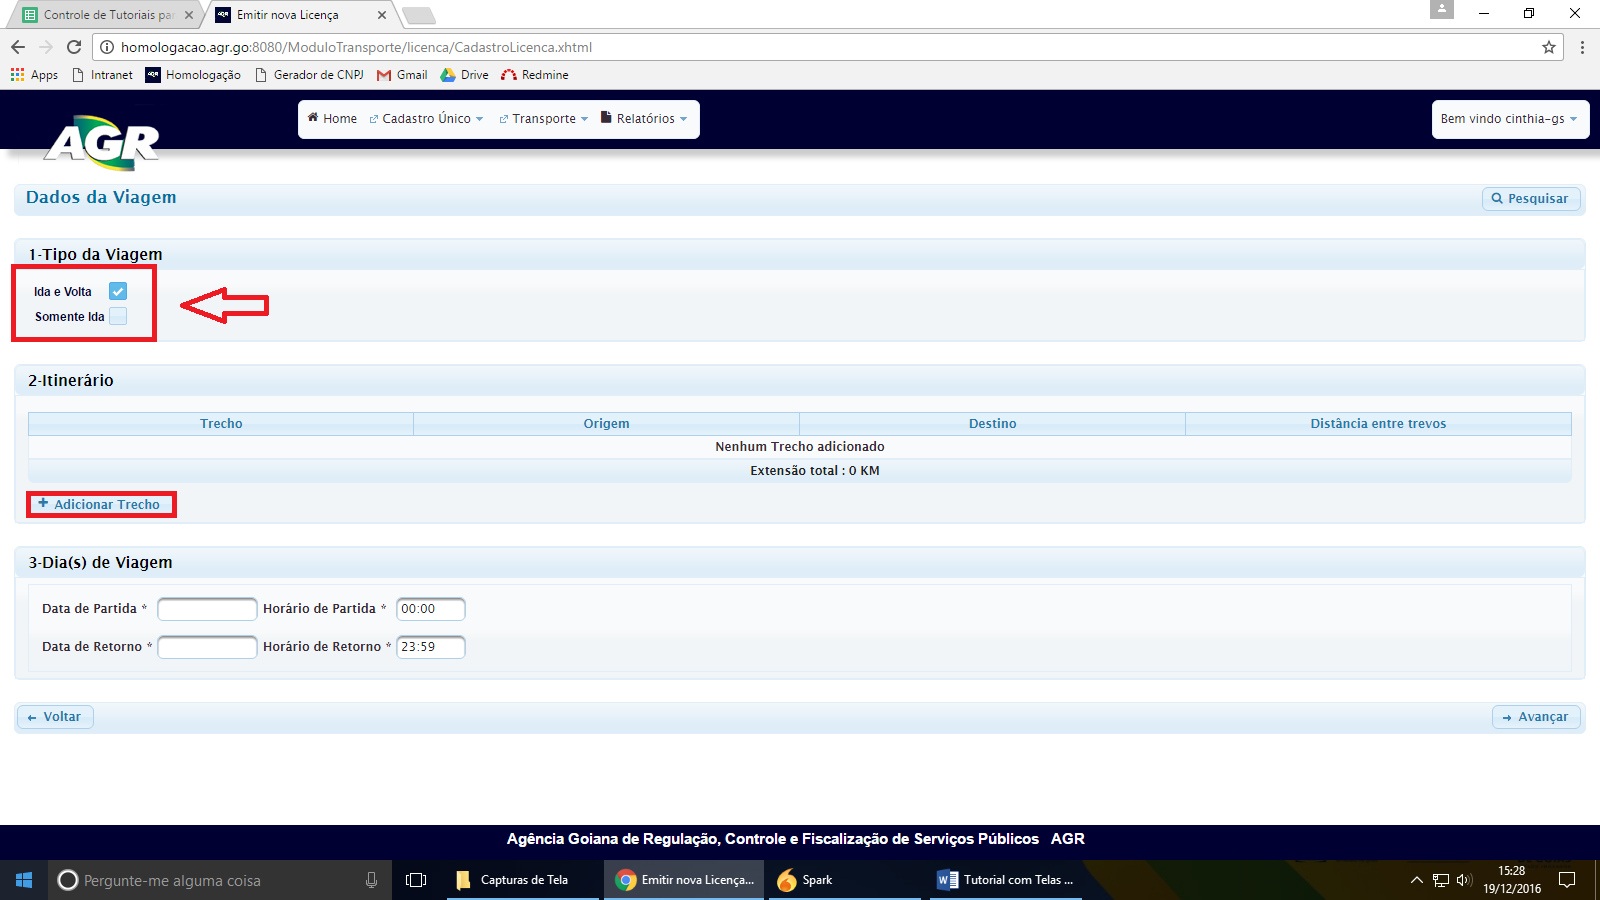 Controle de Tutoriais par
Emitir nova Licença
homologacao.agr.go:8080/ModuloTransporte/licenca/CadastroLicenca.xhtml
Apps Intranet Homologação Gerador de CNPJ Gmail Drive Redmine
AGR
Home Cadastro Único Transporte Relatórios
Bem vindo cinthia-gs
Dados da Viagem
Pesquisar
1-Tipo da Viagem
Ida e Volta
Somente Ida
2-Itinerário
Trecho Origem Destino Distância entre trevos
Nenhum Trecho adicionado
Extensão total : 0 KM
+ Adicionar Trecho
3-Dia(s) de Viagem
Data de Partida * Horário de Partida * 00:00
Data de Retorno * Horário de Retorno * 23:59
← Voltar
→ Avançar
Agência Goiana de Regulação, Controle e Fiscalização de Serviços Públicos AGR
Pergunte-me alguma coisa
Capturas de Tela
Emitir nova Licença...
Spark
Tutorial com Telas ...
15:28
19/12/2016